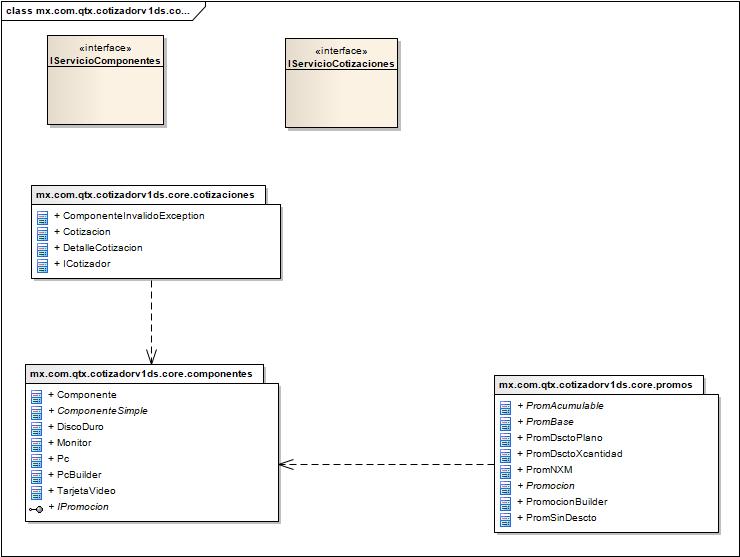 class mx.com.qtx.cotizadorv1ds.co...
«interface»
IServicioComponentes
«interface»
IServicioCotizaciones
mx.com.qtx.cotizadorv1ds.core.cotizaciones
+ ComponenteInvalidoException
+ Cotizacion
+ DetalleCotizacion
+ ICotizador
mx.com.qtx.cotizadorv1ds.core.componentes
+ Componente
+ ComponenteSimple
+ DiscoDuro
+ Monitor
+ Pc
+ PcBuilder
+ TarjetaVideo
+ IPromocion
mx.com.qtx.cotizadorv1ds.core.promos
+ PromAcumulable
+ PromBase
+ PromDsctoPlano
+ PromDsctoXcantidad
+ PromNXM
+ Promocion
+ PromocionBuilder
+ PromSinDescto